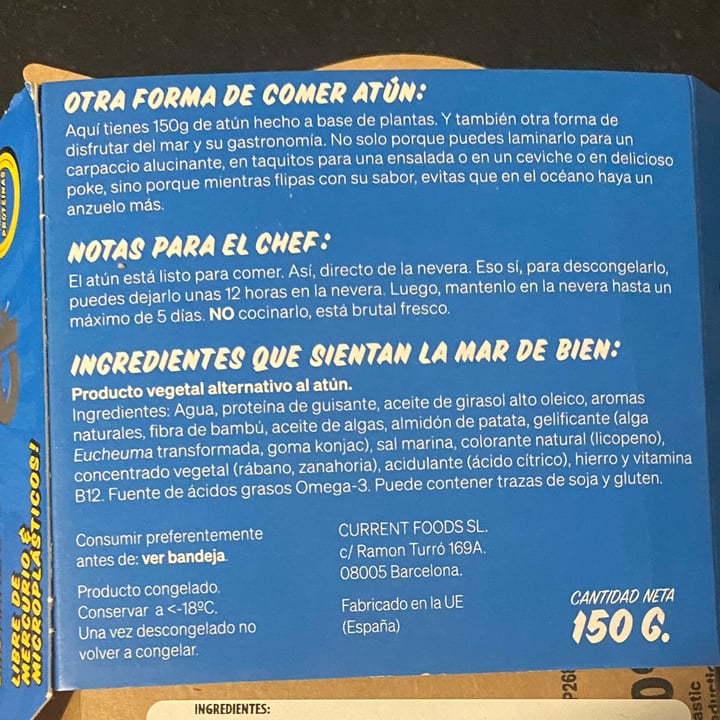 OTRA FORMA DE COMER ATÚN:
Aquí tienes 150g de atún hecho a base de plantas. Y también otra forma de
disfrutar del mar y su gastronomía. No solo porque puedes laminarlo para un
carpaccio alucinante, en taquitos para una ensalada o en un ceviche o en delicioso
poke, sino porque mientras flipas con su sabor, evitas que en el océano haya un
anzuelo más.
NOTAS PARA EL CHEF:
El atún está listo para comer. Así, directo de la nevera. Eso sí, para descongelarlo,
puedes dejarlo unas 12 horas en la nevera. Luego, mantenlo en la nevera hasta un
máximo de 5 días. NO cocinarlo, está brutal fresco.
INGREDIENTES QUE SIENTAN LA MAR DE BIEN:
Producto vegetal alternativo al atún.
Ingredientes: Agua, proteína de guisante, aceite de girasol alto oleico, aromas
naturales, fibra de bambú, aceite de algas, almidón de patata, gelificante (alga
Eucheuma transformada, goma konjac), sal marina, colorante natural (licopeno),
concentrado vegetal (rábano, zanahoria), acidulante (ácido cítrico), hierro y vitamina
B12. Fuente de ácidos grasos Omega-3. Puede contener trazas de soja y gluten.
Consumir preferentemente
antes de: ver bandeja.
Producto congelado.
Conservar a <-18ºC.
Una vez descongelado no
volver a congelar.
CURRENT FOODS SL.
c/ Ramon Turró 169A.
08005 Barcelona.
Fabricado en la UE
(España)
CANTIDAD NETA
150 G.
PROTEÍNAS
LIBRE DE
MERCURIO &
MICROPLÁSTICOS!
INGREDIENTES: